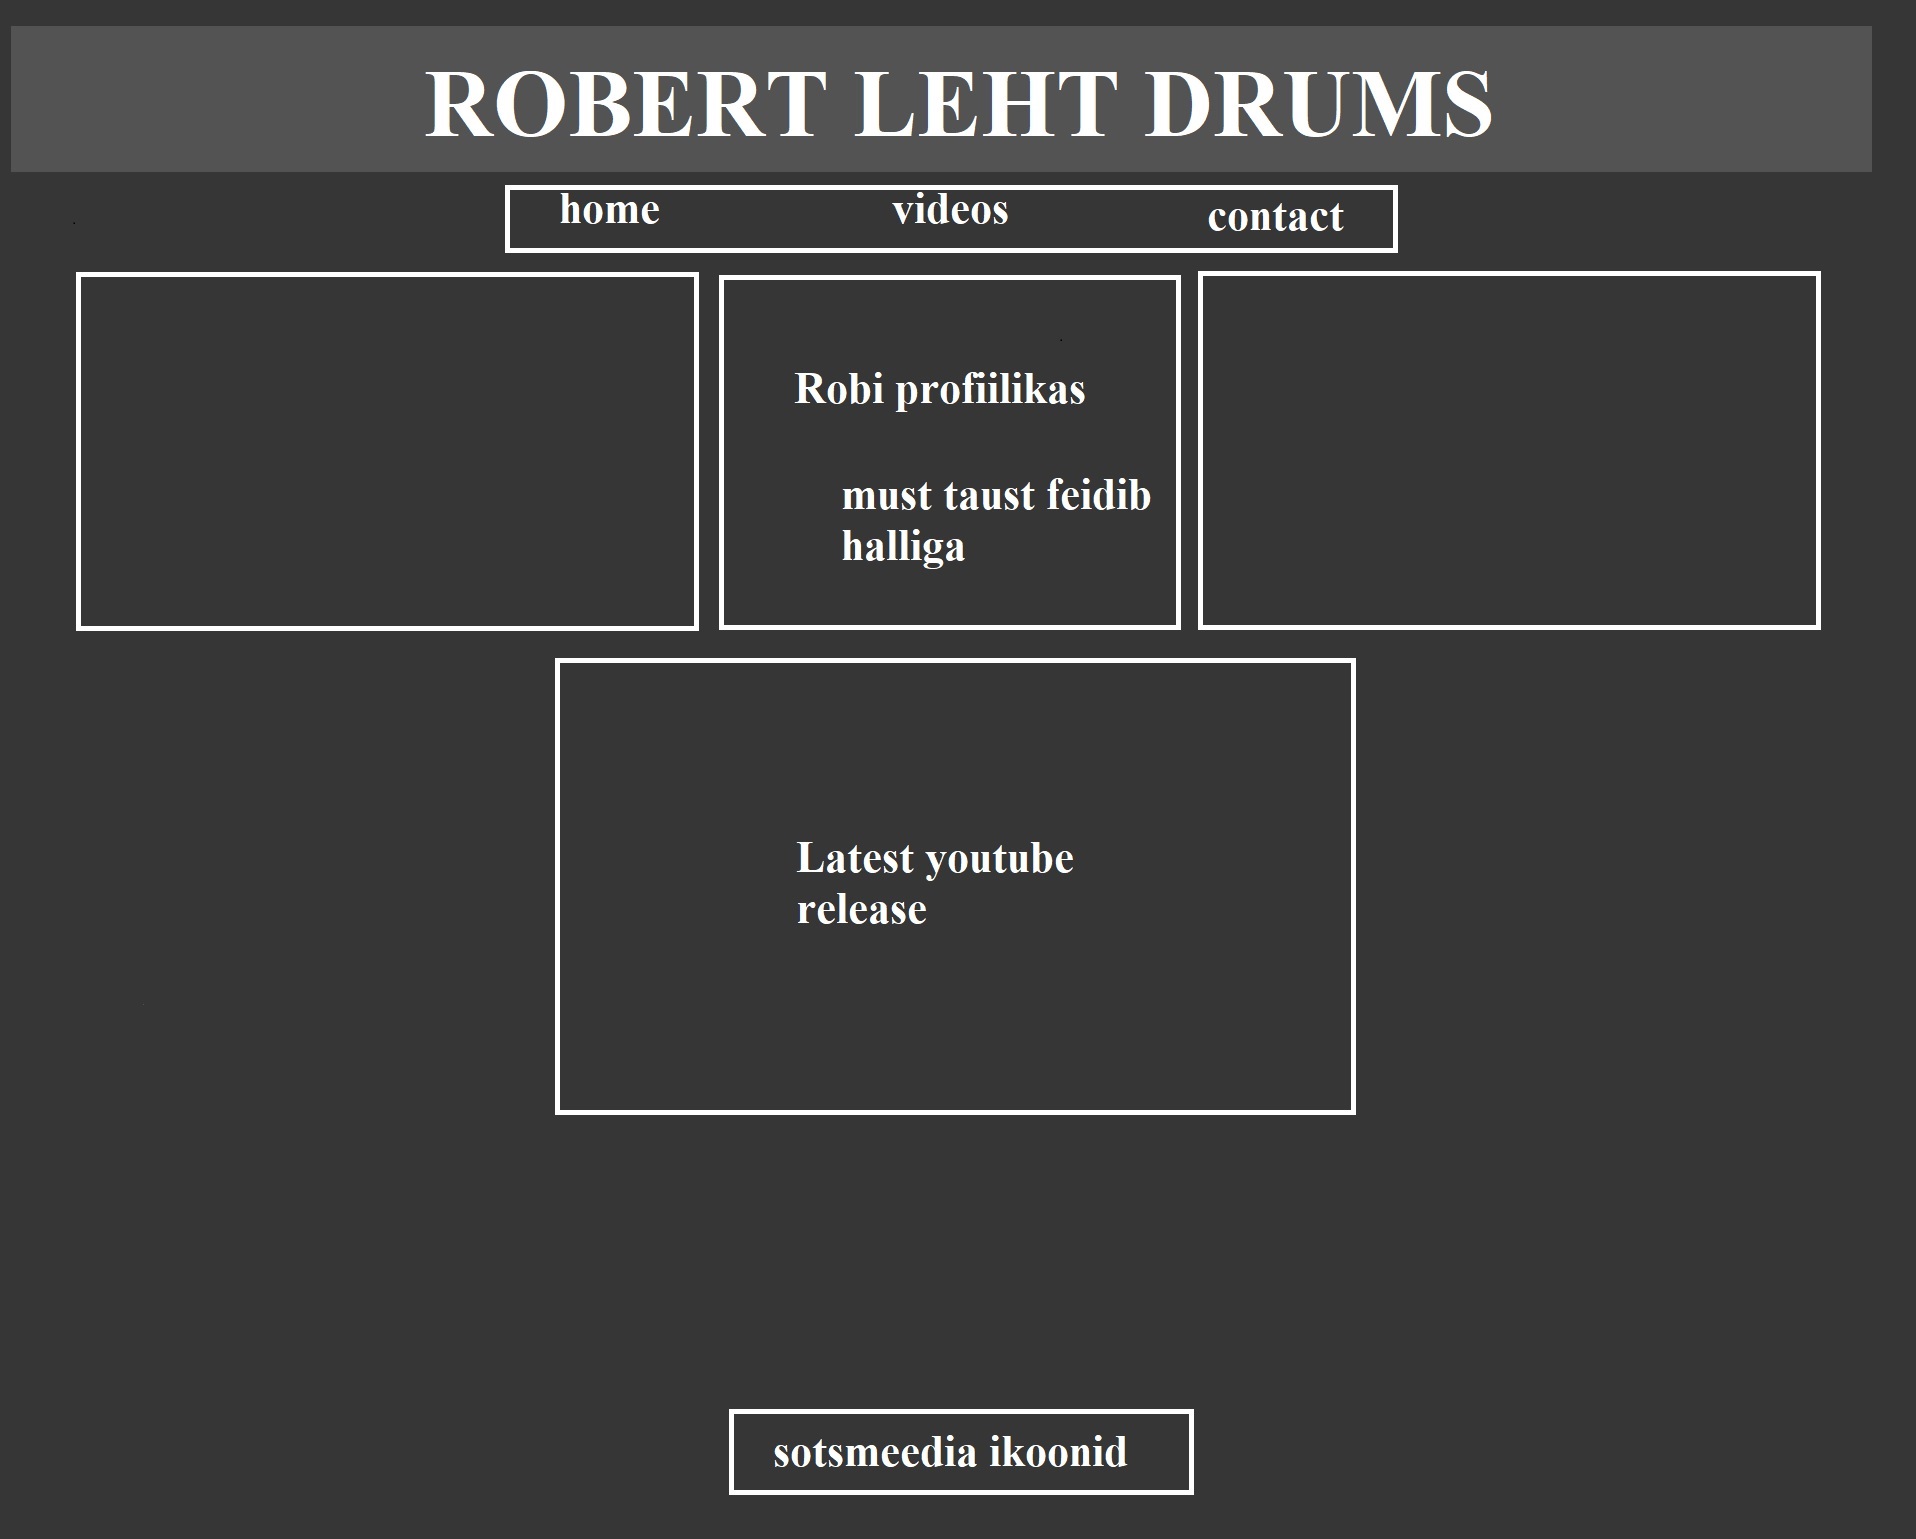 ROBERT LEHT DRUMS
home videos contact
Robi profiilikas
must taust feidib
halliga
Latest youtube
release
sotsmeedia ikoonid